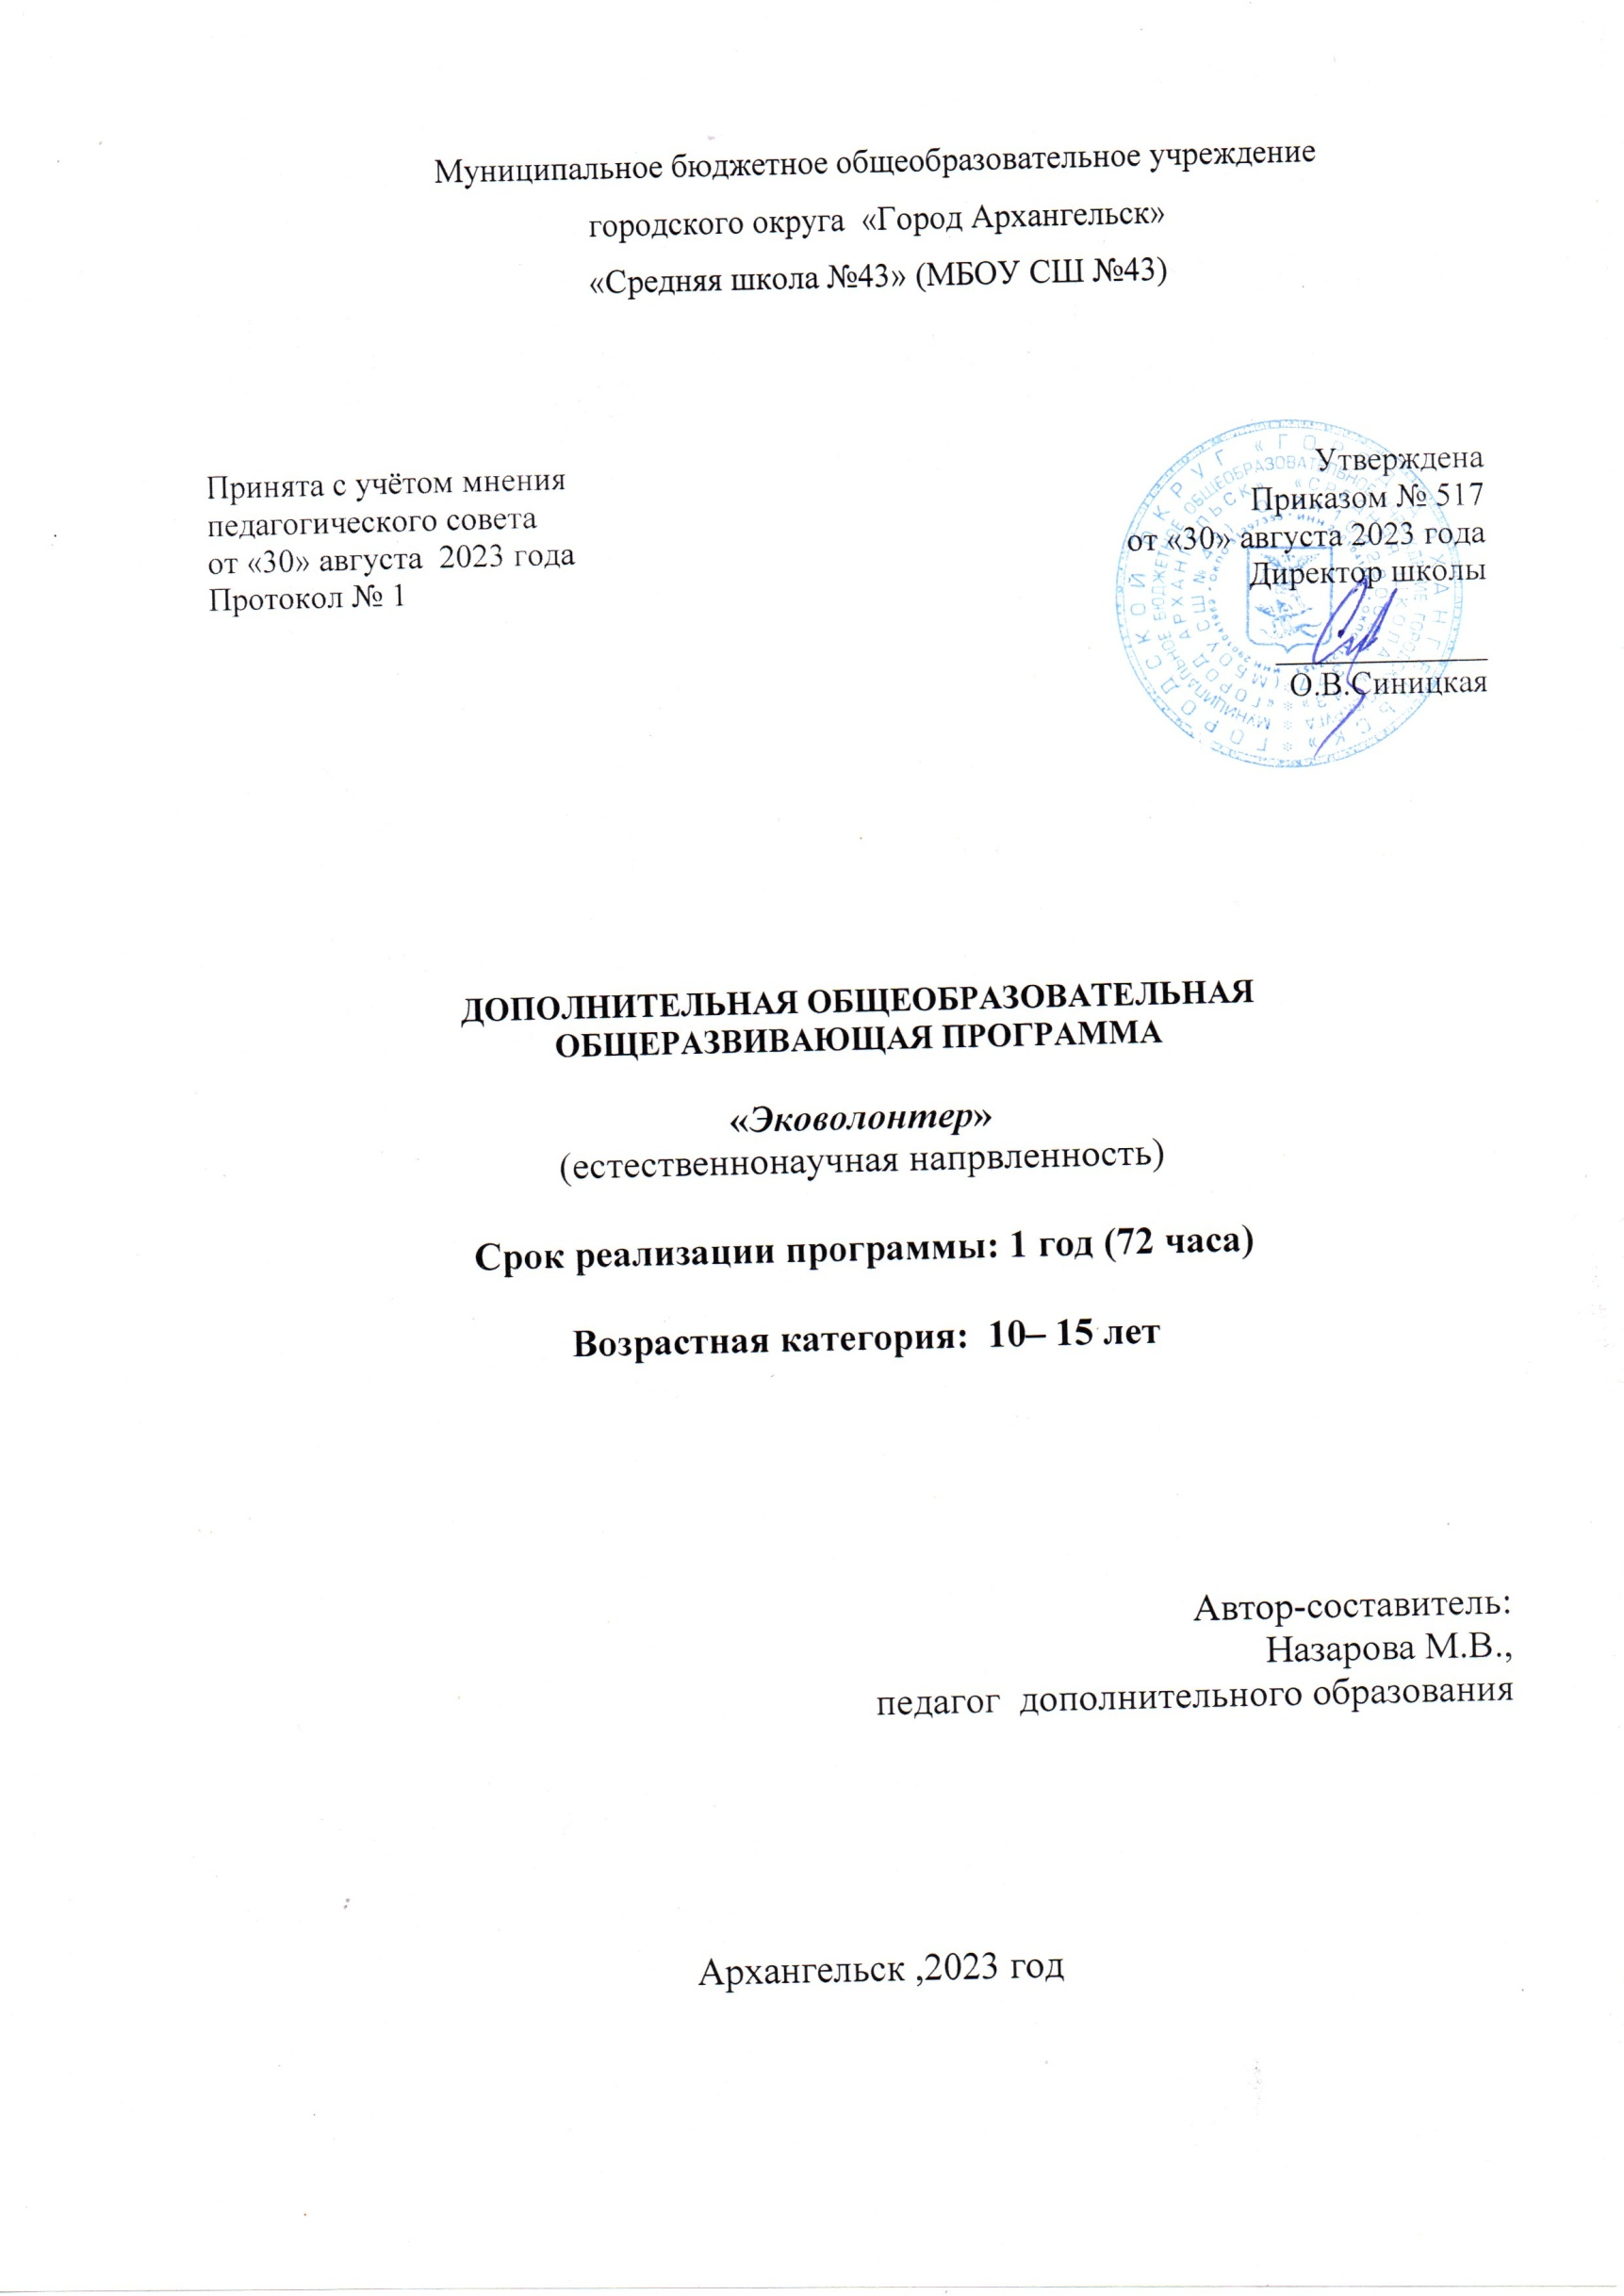 Муниципальное бюджетное общеобразовательное учреждение
городского округа «Город Архангельск»
«Средняя школа №43» (МБОУ СШ №43)
Принята с учётом мнения
педагогического совета
от «30» августа 2023 года
Протокол № 1
Утверждена
Приказом № 517
от «30» августа 2023 года
Директор школы
О.В.Синицкая
ДОПОЛНИТЕЛЬНАЯ ОБЩЕОБРАЗОВАТЕЛЬНАЯ
ОБЩЕРАЗВИВАЮЩАЯ ПРОГРАММА
«Эковолонтер»
(естественнонаучная напрвленность)
Срок реализации программы: 1 год (72 часа)
Возрастная категория: 10– 15 лет
Автор-составитель:
Назарова М.В.,
педагог дополнительного образования
Архангельск ,2023 год